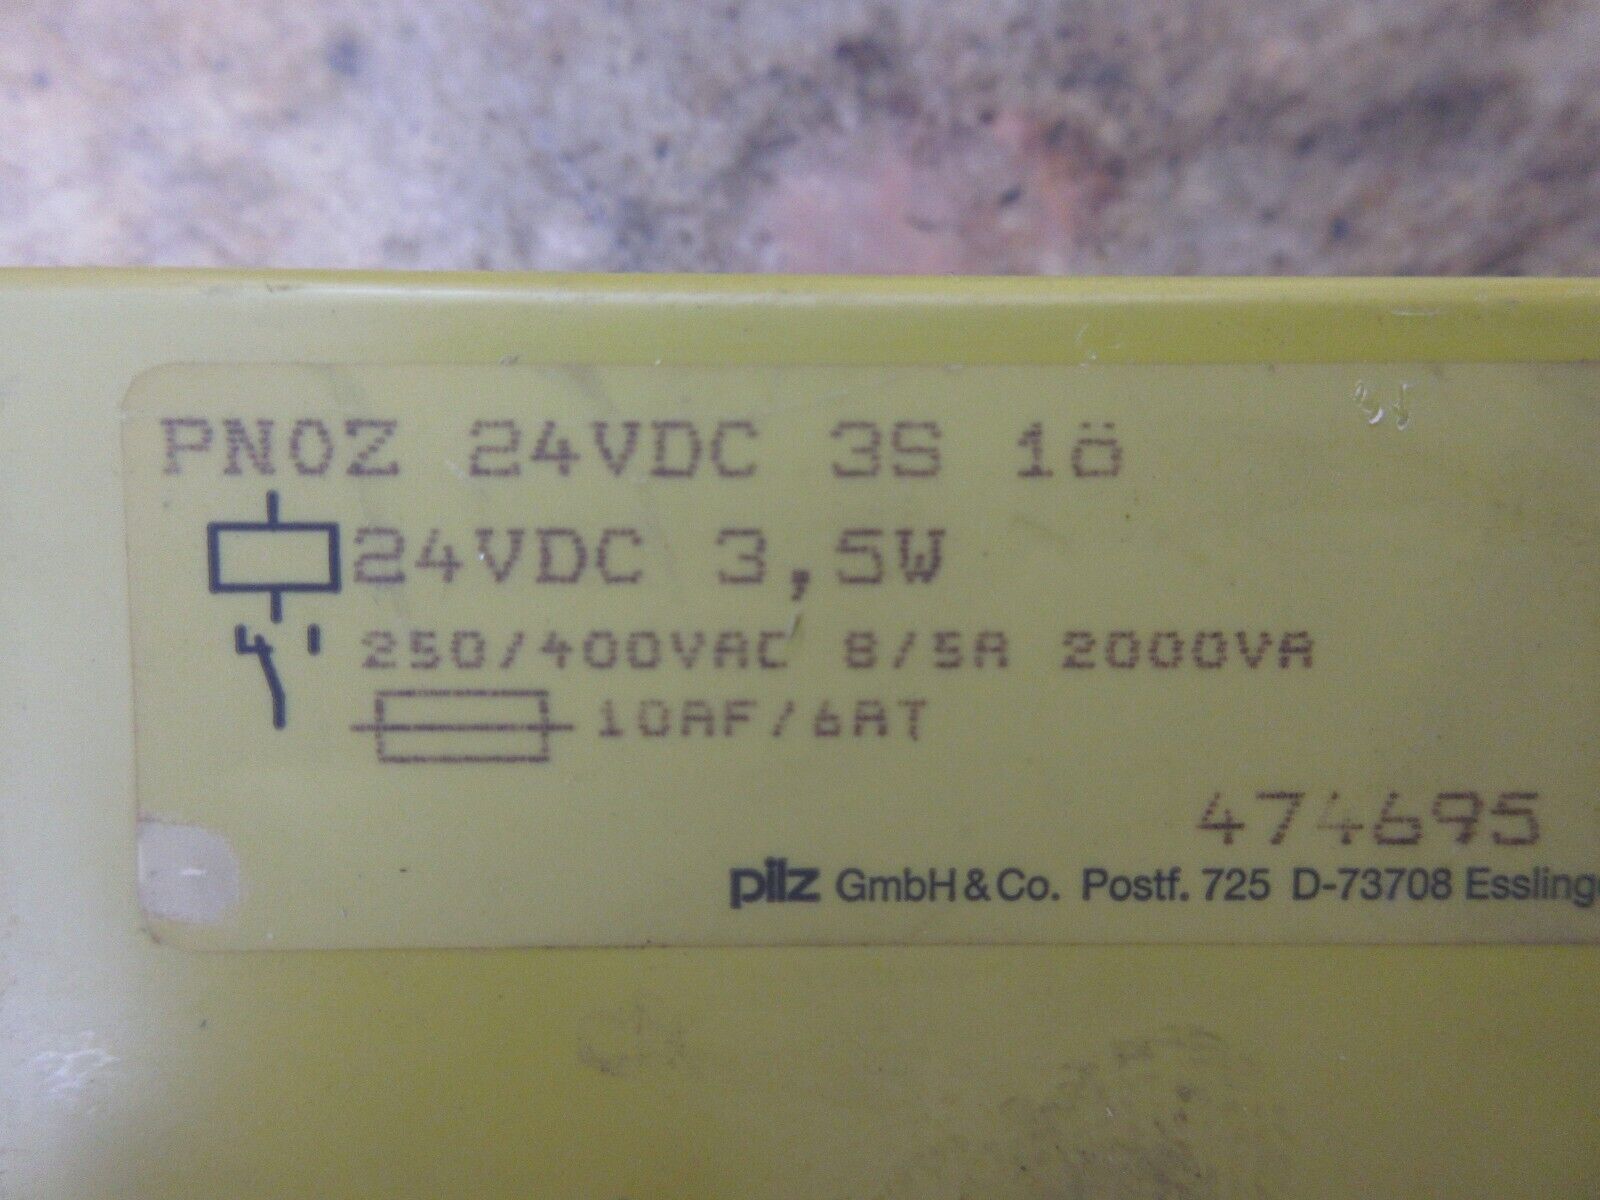 PNOZ 24VDC 3S 1ö
24VDC 3,5W
250/400VAC 8/5A 2000VA
10AF/6AT
474695
pilz GmbH & Co. Postf. 725 D-73708 Essling